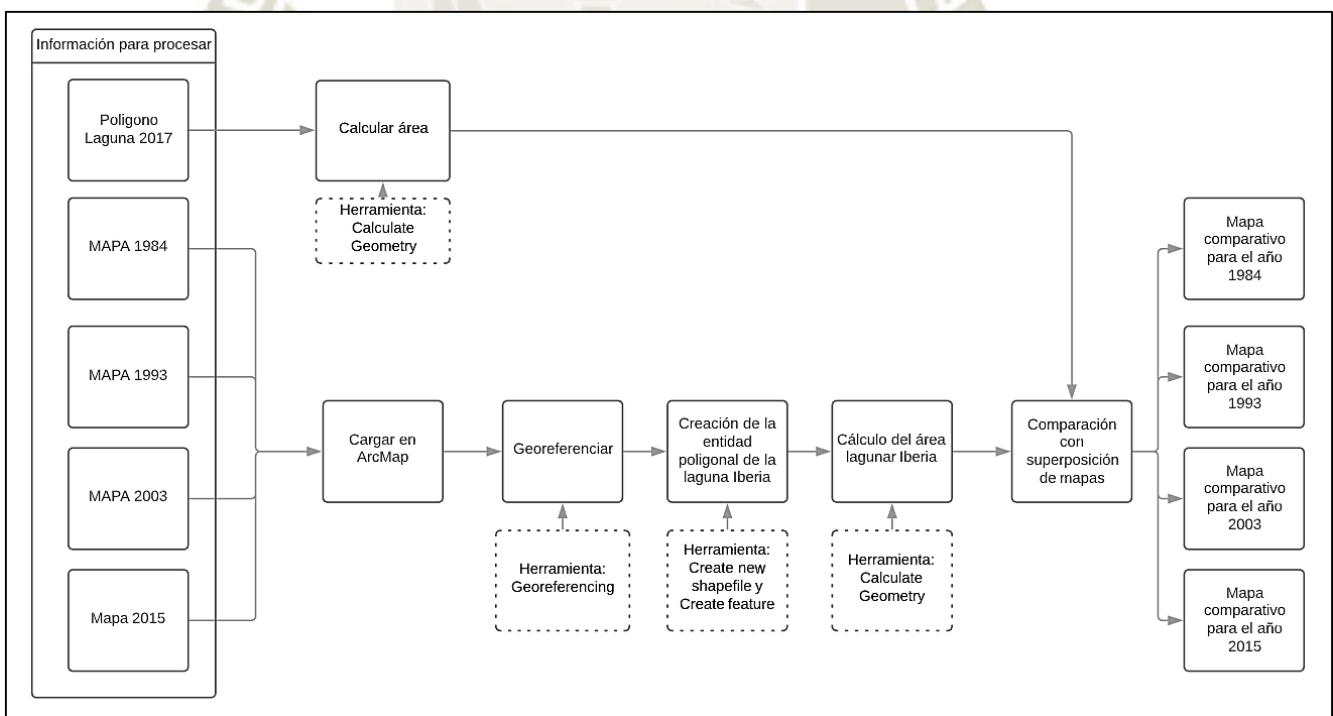 Información para procesar
Poligono
Laguna 2017
MAPA 1984
MAPA 1993
MAPA 2003
Mapa 2015
Calcular área
Herramienta:
Calculate
Geometry
Cargar en
ArcMap
Georeferenciar
Herramienta:
Georeferencing
Creación de la
entidad
poligonal de la
laguna Iberia
Herramienta:
Create new
shapefile y
Create feature
Cálculo del área
lagunar Iberia
Herramienta:
Calculate
Geometry
Comparación
con
superposición
de mapas
Mapa
comparativo
para el año
1984
Mapa
comparativo
para el año
1993
Mapa
comparativo
para el año
2003
Mapa
comparativo
para el año
2015